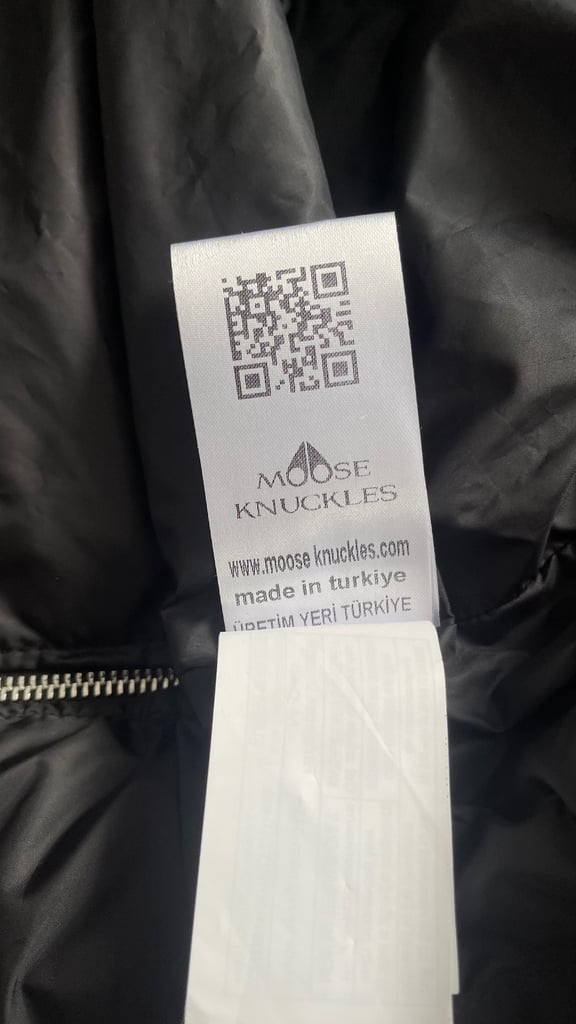 MOOSE
KNUCKLES
www.moose knuckles.com
made in turkiye
ÜRETİM YERİ TÜRKİYE